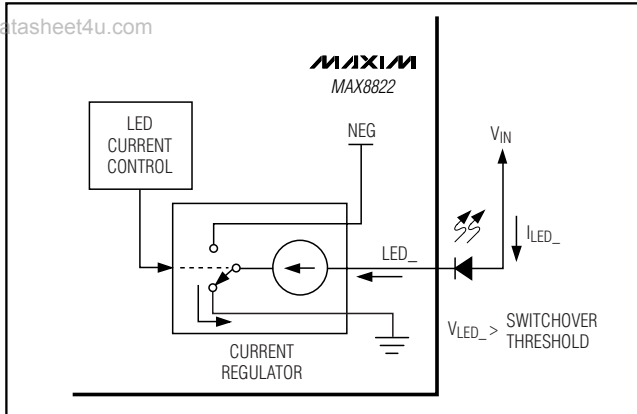 atasheet4u.com
MAXIM
MAX8822
LED
CURRENT
CONTROL
NEG
VIN
LED_
ILED_
VLED_ > SWITCHOVER
THRESHOLD
CURRENT
REGULATOR